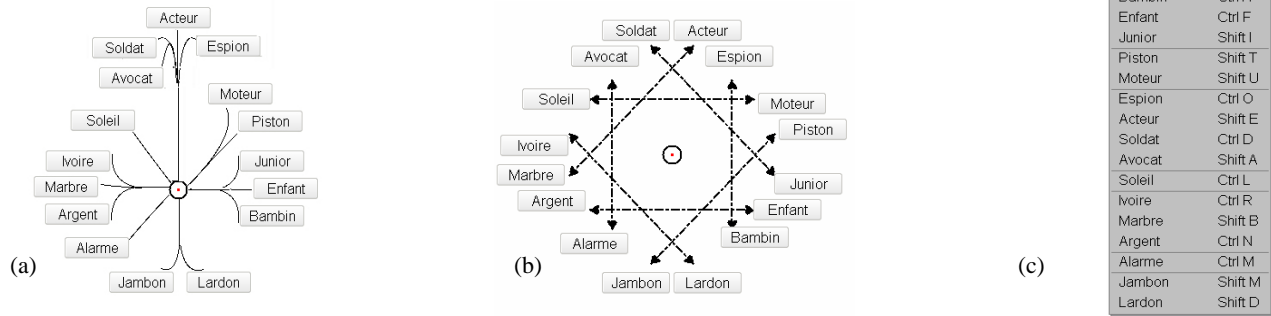 Acteur
Soldat Espion
Avocat
Moteur
Soleil Piston
Ivoire Junior
Marbre Enfant
Argent Bambin
Alarme
Jambon Lardon
(a)
Soldat Acteur
Avocat Espion
Soleil Moteur
Piston
Ivoire
Marbre Junior
Argent Enfant
Alarme Bambin
Jambon Lardon
(b)
(c)
Enfant Ctrl F
Junior Shift I
Piston Shift T
Moteur Shift U
Espion Ctrl O
Acteur Shift E
Soldat Ctrl D
Avocat Shift A
Soleil Ctrl L
Ivoire Ctrl R
Marbre Shift B
Argent Ctrl N
Alarme Ctrl M
Jambon Shift M
Lardon Shift D